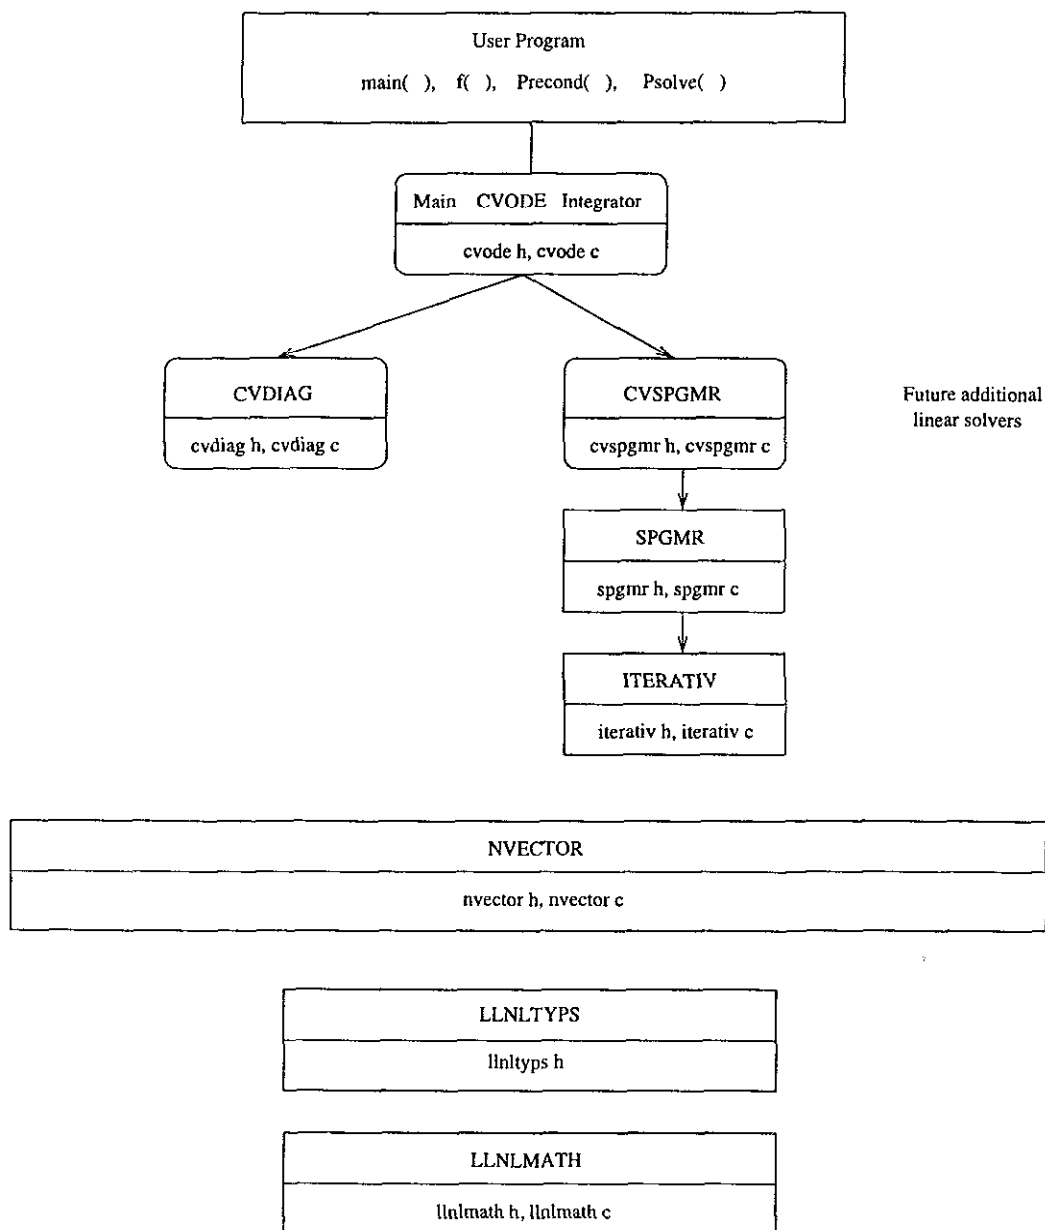 User Program
main( ), f( ), Precond( ), Psolve( )
Main CVODE Integrator
cvode h, cvode c
CVDIAG
cvdiag h, cvdiag c
CVSPGMR
cvspgmr h, cvspgmr c
Future additional
linear solvers
SPGMR
spgmr h, spgmr c
ITERATIV
iterativ h, iterativ c
NVECTOR
nvector h, nvector c
LLNLTYPS
llnltyps h
LLNLMATH
llnlmath h, llnlmath c